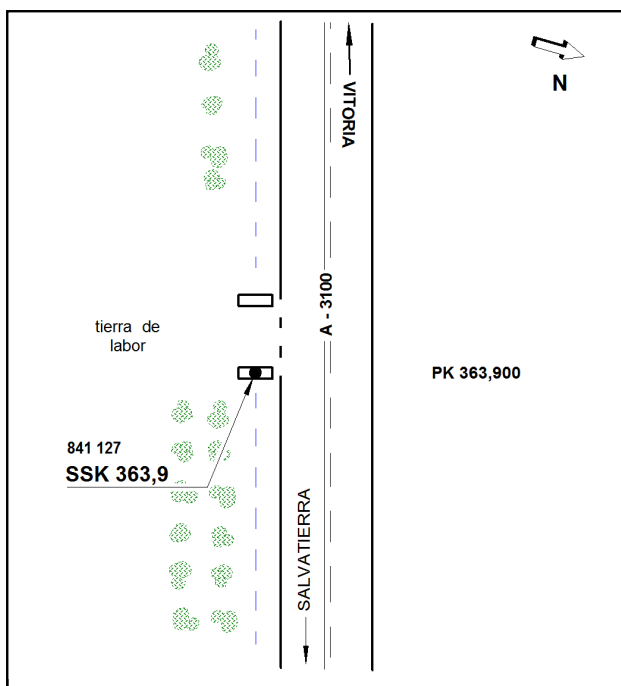 N
VITORIA
A - 3100
tierra de
labor
PK 363,900
841 127
SSK 363,9
SALVATIERRA